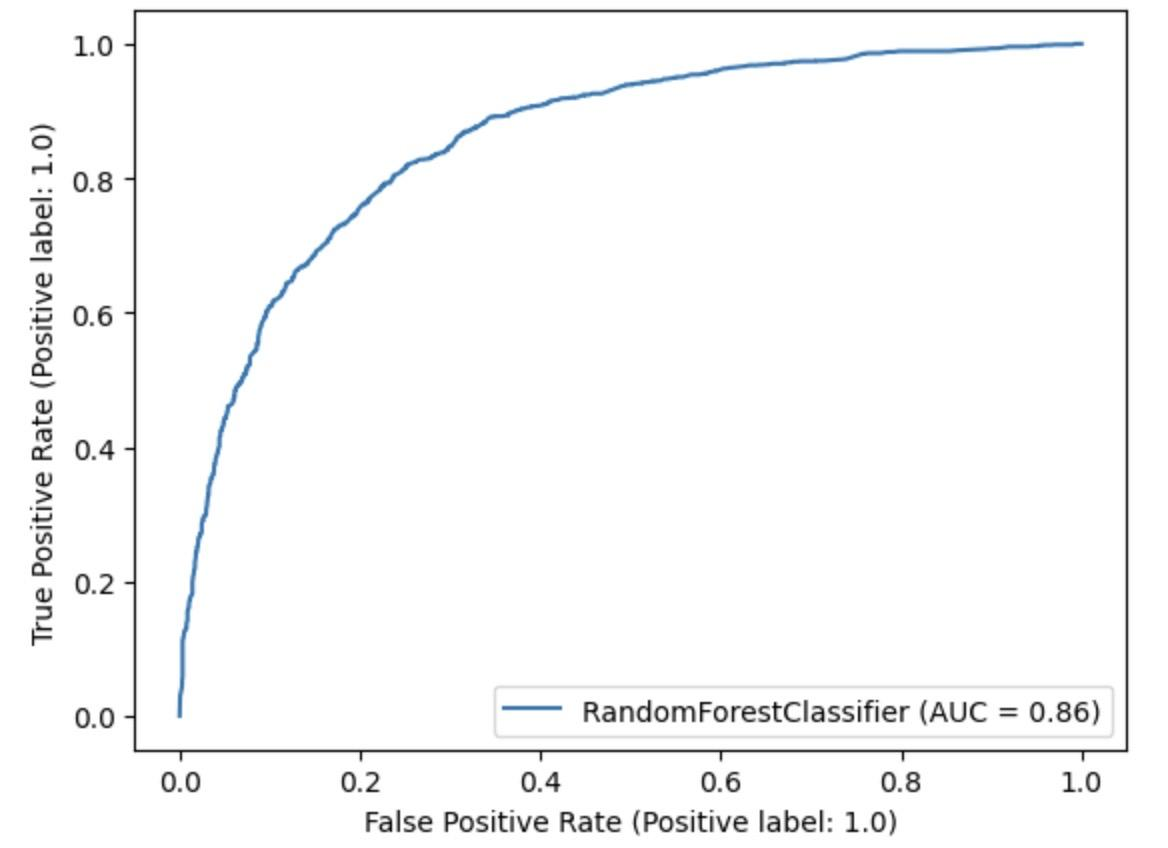 1.0
0.8
0.6
0.4
0.2
0.0
True Positive Rate (Positive label: 1.0)
RandomForestClassifier (AUC = 0.86)
0.0 0.2 0.4 0.6 0.8 1.0
False Positive Rate (Positive label: 1.0)